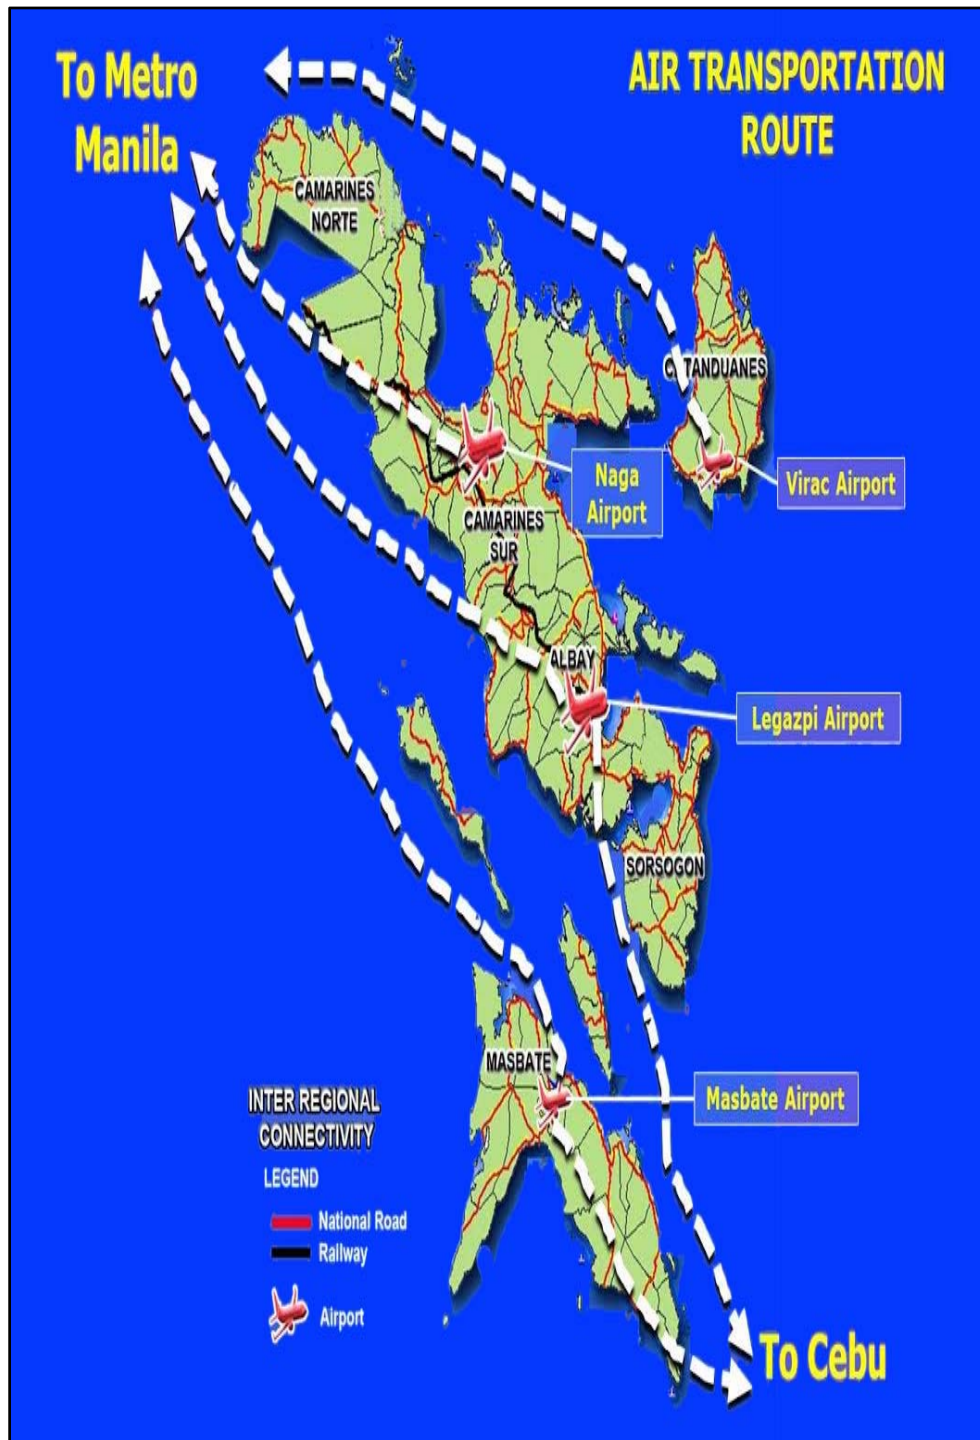 To Metro
Manila
AIR TRANSPORTATION
ROUTE
CAMARINES
NORTE
CATANDUANES
Naga
Airport
Virac Airport
CAMARINES
SUR
ALBAY
Legazpi Airport
SORSOGON
MASBATE
Masbate Airport
INTER REGIONAL
CONNECTIVITY
LEGEND
National Road
Railway
Airport
To Cebu